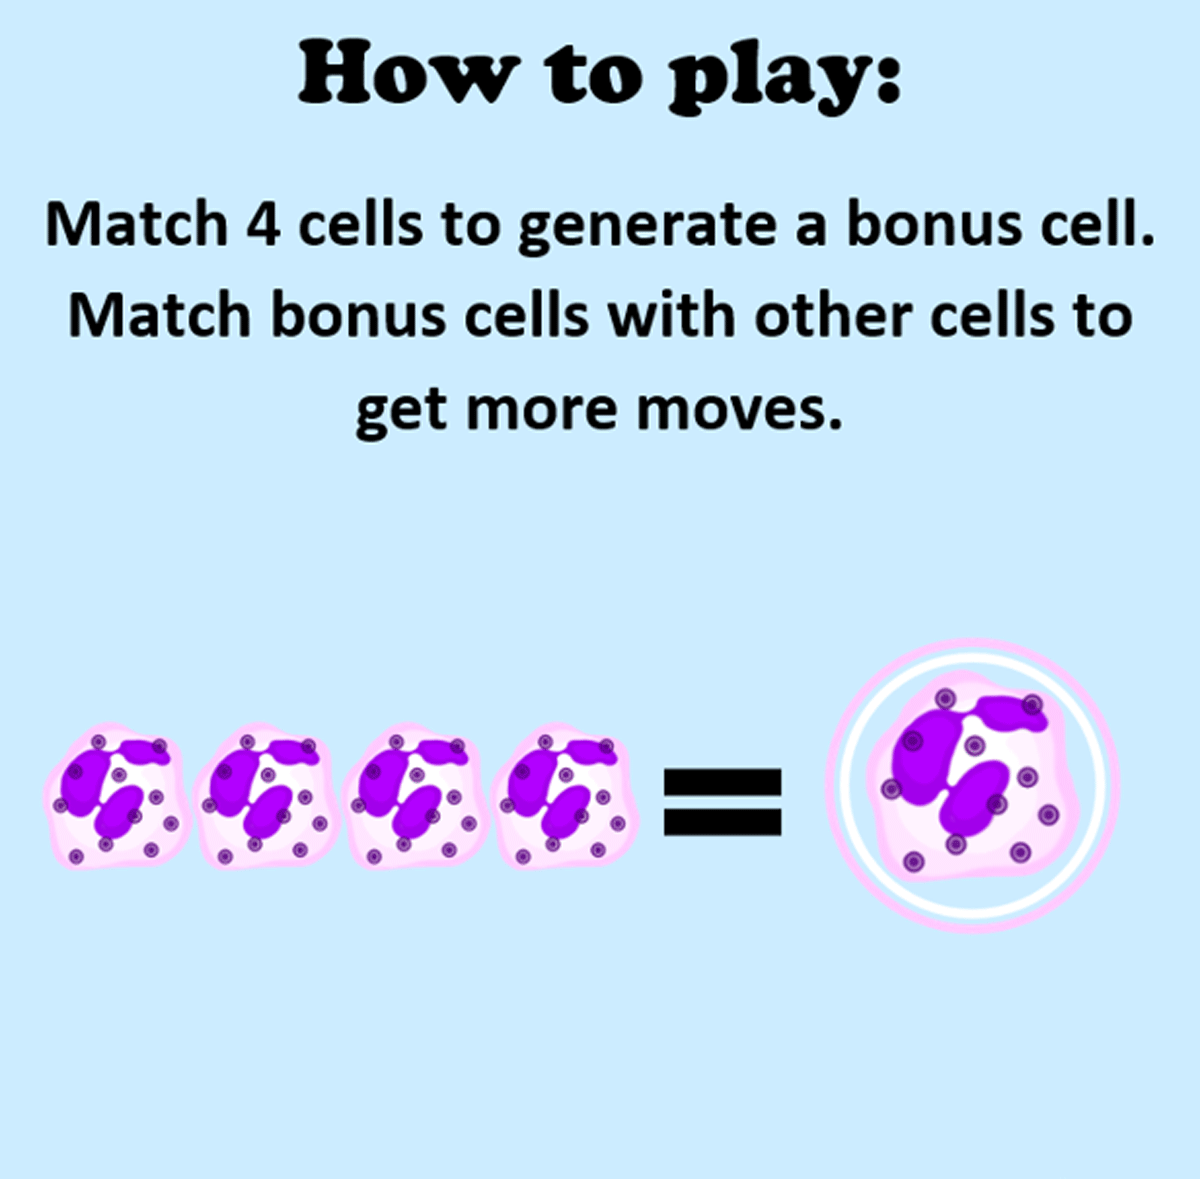 How to play:
Match 4 cells to generate a bonus cell.
Match bonus cells with other cells to
get more moves.